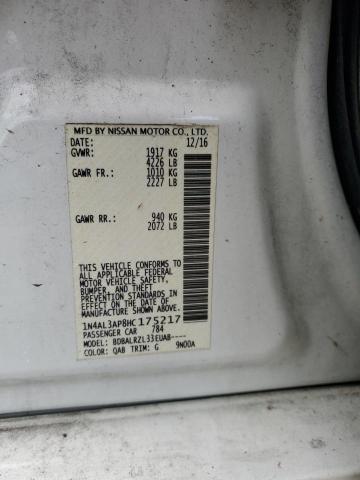 MFD BY NISSAN MOTOR CO., LTD.
DATE: 12/16
GVWR: 1917 KG
4226 LB
GAWR FR.: 1010 KG
2227 LB
GAWR RR.: 940 KG
2072 LB
THIS VEHICLE CONFORMS
TO ALL APPLICABLE FEDERAL
MOTOR VEHICLE SAFETY,
BUMPER, AND THEFT
PREVENTION STANDARDS
IN EFFECT ON THE DATE OF
MANUFACTURE SHOWN ABOVE.
1N4AL3AP8HC175217
PASSENGER CAR 784
MODEL: BDBALRZL33EUAB-----
COLOR: QAB TRIM: G 9N00A